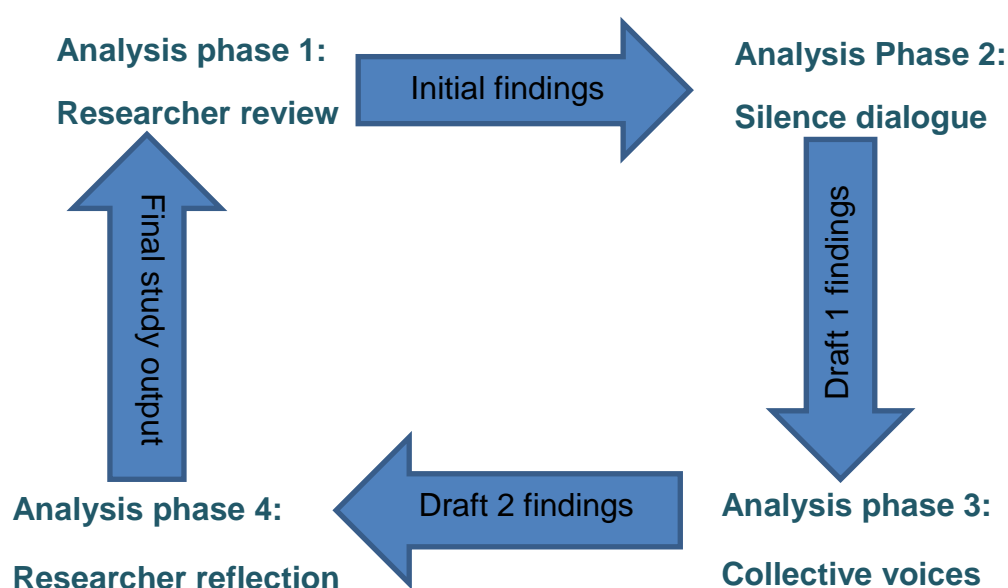 Analysis phase 1:
Researcher review
Initial findings
Analysis Phase 2:
Silence dialogue
Draft 1 findings
Analysis phase 3:
Collective voices
Draft 2 findings
Analysis phase 4:
Researcher reflection
Final study output